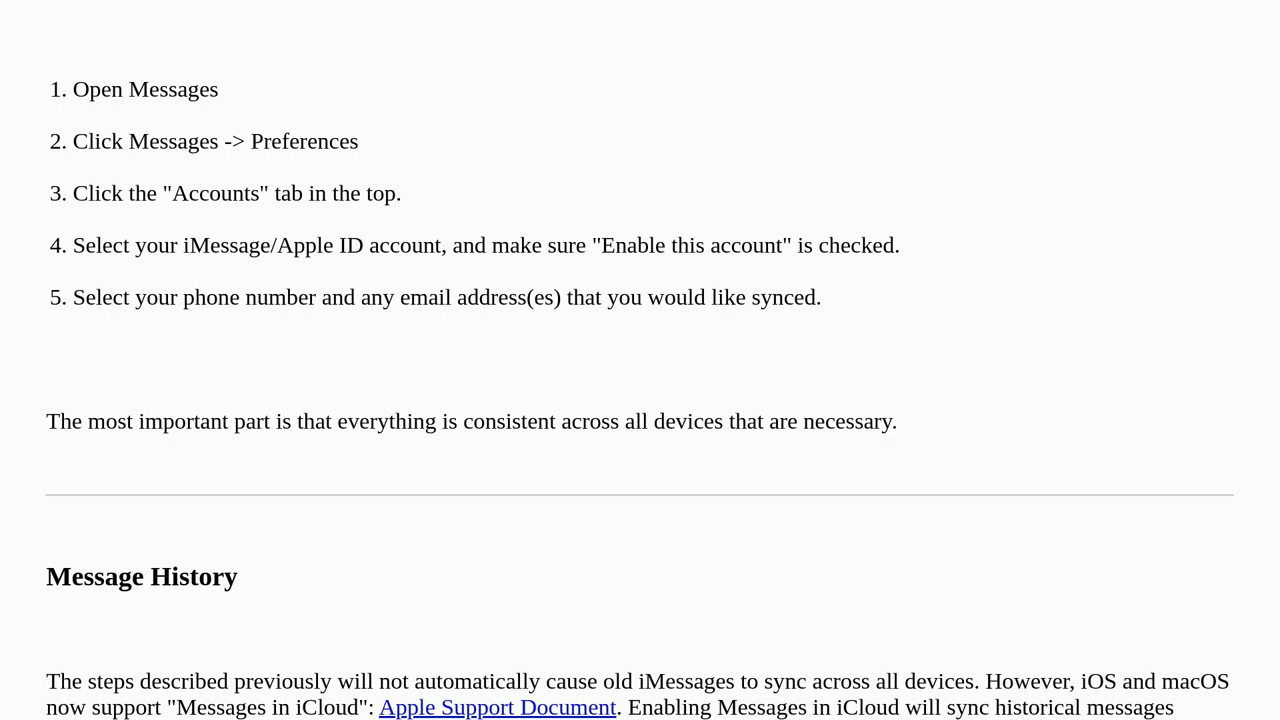 1. Open Messages
2. Click Messages -> Preferences
3. Click the "Accounts" tab in the top.
4. Select your iMessage/Apple ID account, and make sure "Enable this account" is checked.
5. Select your phone number and any email address(es) that you would like synced.
The most important part is that everything is consistent across all devices that are necessary.
Message History
The steps described previously will not automatically cause old iMessages to sync across all devices. However, iOS and macOS
now support "Messages in iCloud": Apple Support Document. Enabling Messages in iCloud will sync historical messages